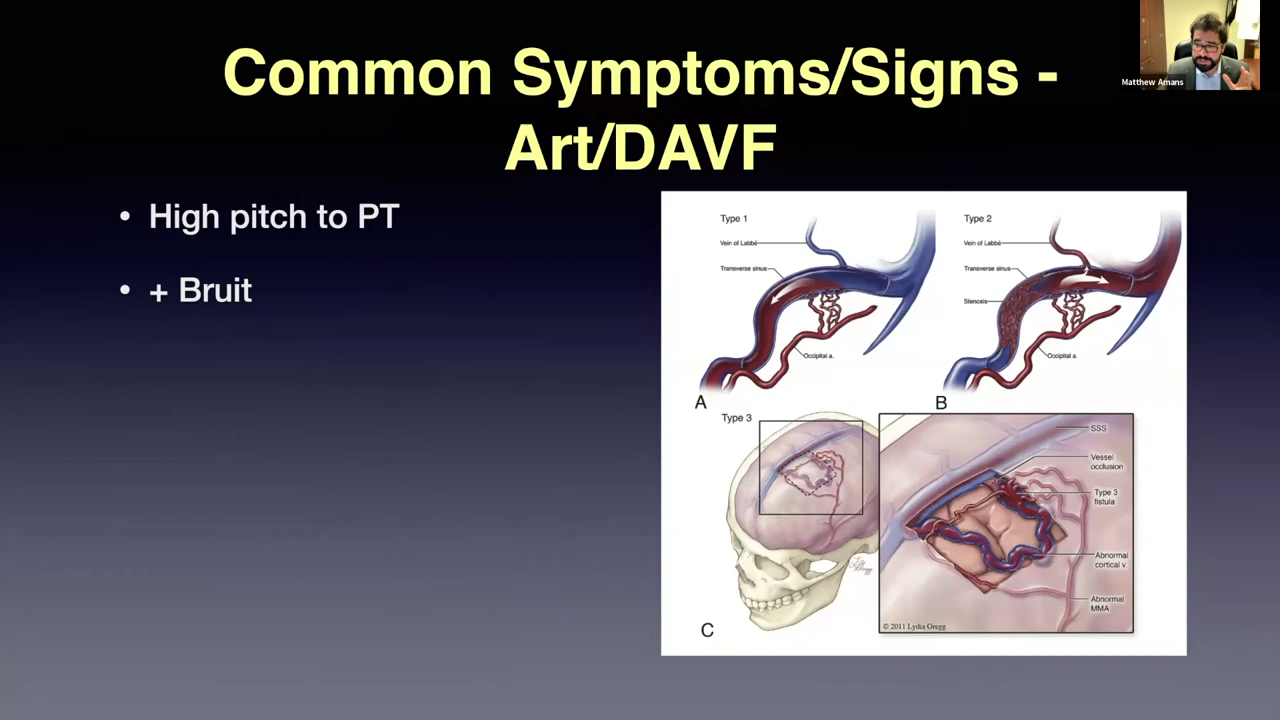 Matthew Amans
Common Symptoms/Signs -
Art/DAVF
• High pitch to PT
• + Bruit
Type 1
Vein of Labbé
Transverse sinus
Occipital a.
A
Type 2
Vein of Labbé
Transverse sinus
Stenosis
Occipital a.
B
Type 3
C
SSS
Vessel
occlusion
Type 3
fistula
Abnormal
cortical v.
Abnormal
MMA
© 2011 Lydia Gregg